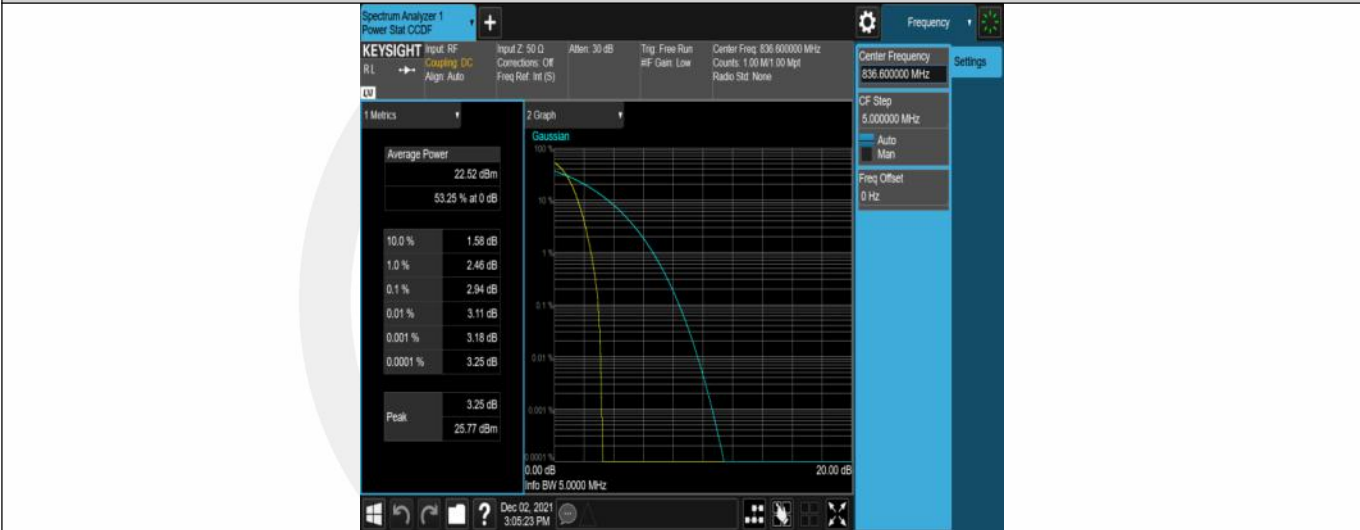 Spectrum Analyzer 1
Power Stat CCDF
+
Frequency
KEYSIGHT
Input: RF
Coupling: DC
Align: Auto
RL
LW
Input Z: 50 Ω
Corrections: Off
Freq Ref: Int (S)
Atten: 30 dB
Trig: Free Run
#IF Gain: Low
Center Freq: 836.600000 MHz
Counts: 1.00 M/1.00 Mpt
Radio Std: None
Center Frequency
836.600000 MHz
Settings
CF Step
5.000000 MHz
Auto
Man
Freq Offset
0 Hz
1 Metrics
Average Power
22.52 dBm
53.25 % at 0 dB
10.0 % 1.58 dB
1.0 % 2.46 dB
0.1 % 2.94 dB
0.01 % 3.11 dB
0.001 % 3.18 dB
0.0001 % 3.25 dB
Peak
3.25 dB
25.77 dBm
2 Graph
Gaussian
100 %
10 %
1 %
0.1 %
0.01 %
0.001 %
0.0001 %
0.00 dB 20.00 dB
Info BW 5.0000 MHz
?
Dec 02, 2021
3:05:23 PM